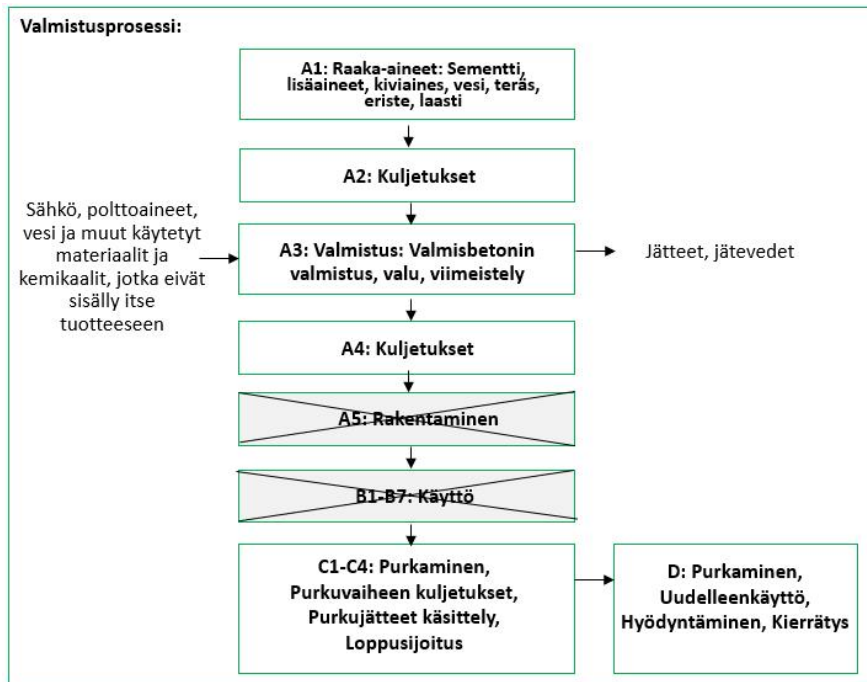 Valmistusprosessi:
A1: Raaka-aineet: Sementti,
lisäaineet, kiviaines, vesi, teräs,
eriste, laasti
A2: Kuljetukset
Sähkö, polttoaineet,
vesi ja muut käytetyt
materiaalit ja
kemikaalit, jotka eivät
sisälly itse
tuotteeseen
A3: Valmistus: Valmisbetonin
valmistus, valu, viimeistely
Jätteet, jätevedet
A4: Kuljetukset
A5: Rakentaminen
B1-B7: Käyttö
C1-C4: Purkaminen,
Purkuvaiheen kuljetukset,
Purkujätteet käsittely,
Loppusijoitus
D: Purkaminen,
Uudelleenkäyttö,
Hyödyntäminen, Kierrätys